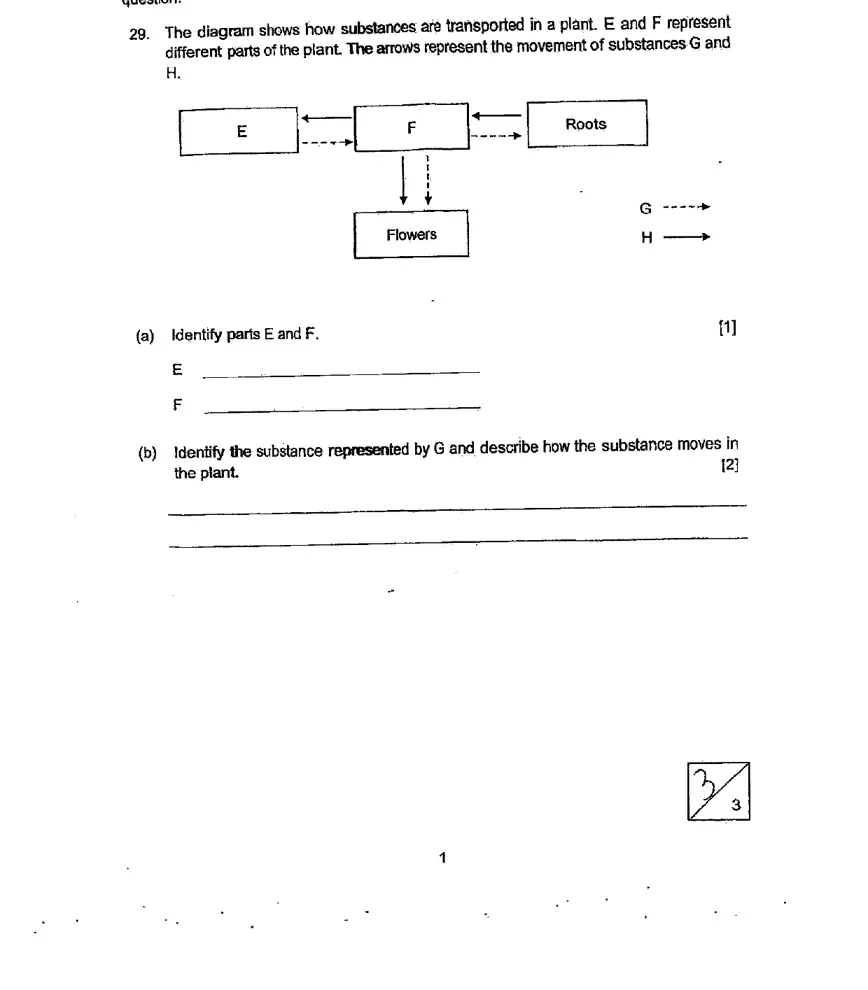 question.
29. The diagram shows how substances are transported in a plant. E and F represent
different parts of the plant. The arrows represent the movement of substances G and
H.
E
F
Roots
Flowers
G
H
(a) Identify parts E and F. [1]
E
F
(b) Identify the substance represented by G and describe how the substance moves in
the plant. [2]
3
3
1